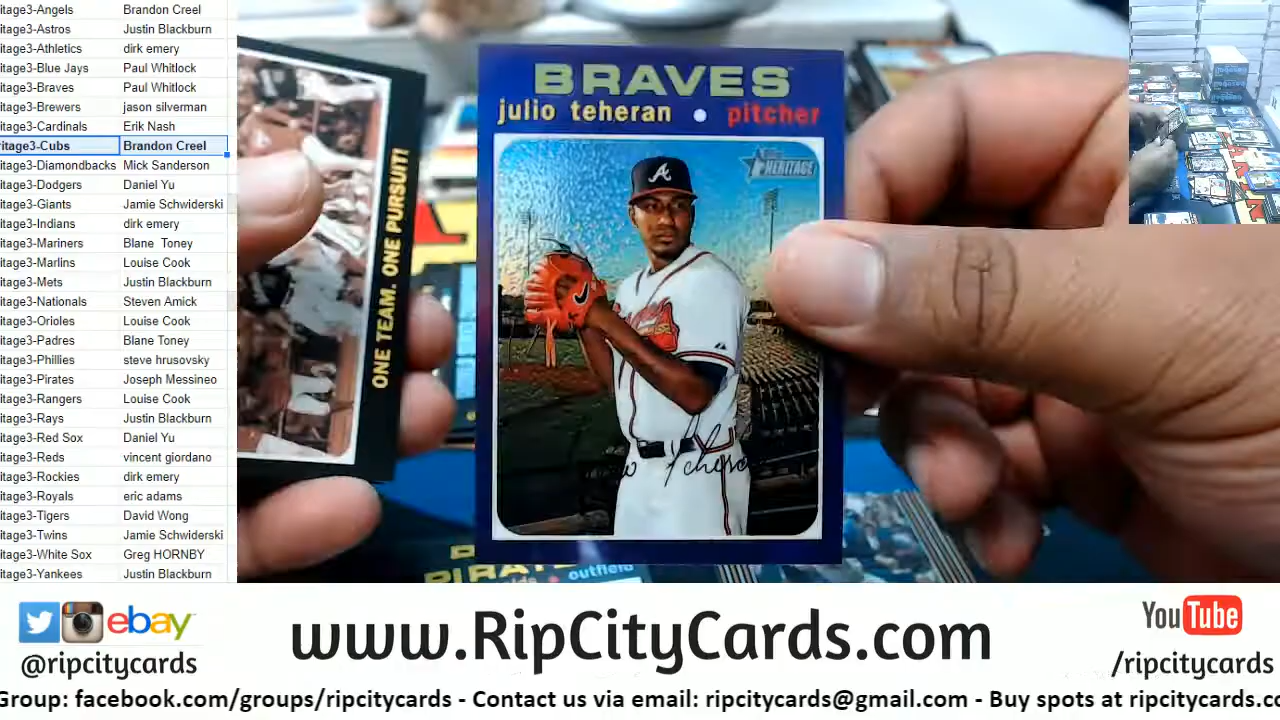 itage3-Angels Brandon Creel
itage3-Astros Justin Blackburn
itage3-Athletics dirk emery
itage3-Blue Jays Paul Whitlock
itage3-Braves Paul Whitlock
itage3-Brewers jason silverman
itage3-Cardinals Erik Nash
itage3-Cubs Brandon Creel
itage3-Diamondbacks Mick Sanderson
itage3-Dodgers Daniel Yu
itage3-Giants Jamie Schwiderski
itage3-Indians dirk emery
itage3-Mariners Blane Toney
itage3-Marlins Louise Cook
itage3-Mets Justin Blackburn
itage3-Nationals Steven Amick
itage3-Orioles Louise Cook
itage3-Padres Blane Toney
itage3-Phillies steve hrusovsky
itage3-Pirates Joseph Messineo
itage3-Rangers Louise Cook
itage3-Rays Justin Blackburn
itage3-Red Sox Daniel Yu
itage3-Reds vincent giordano
itage3-Rockies dirk emery
itage3-Royals eric adams
itage3-Tigers David Wong
itage3-Twins Jamie Schwiderski
itage3-White Sox Greg HORNBY
itage3-Yankees Justin Blackburn
ONE TEAM. ONE PURSUIT!
BRAVES™
julio teheran • pitcher
Topps
HERITAGE
A
PIRAT
outfield
ebay
@ripcitycards
www.RipCityCards.com
YouTube
/ripcitycards
Group: facebook.com/groups/ripcitycards - Contact us via email: ripcitycards@gmail.com - Buy spots at ripcitycards.co